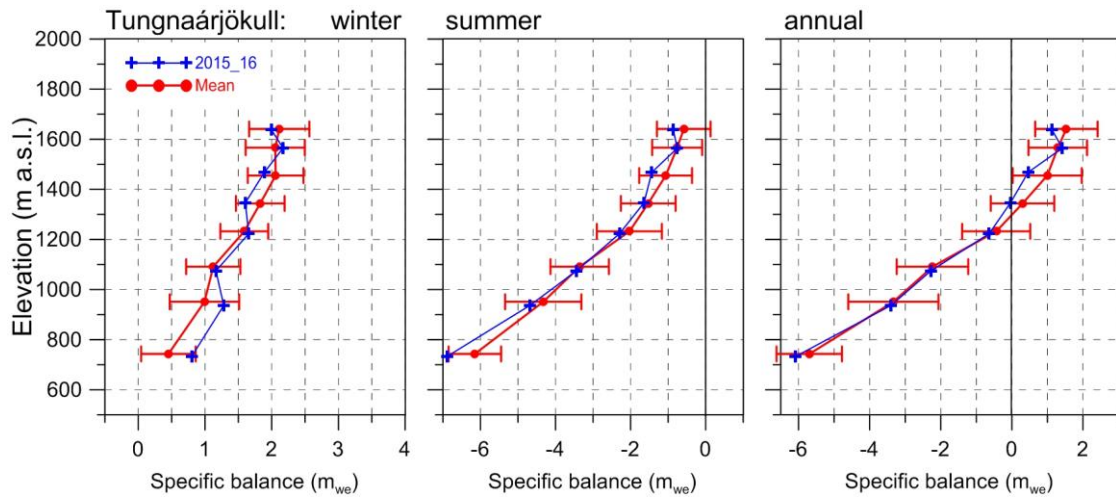 Tungnaárjökull: winter
summer
annual
2000
1800
1600
1400
1200
1000
800
600
Elevation (m a.s.l.)
2015_16
Mean
0 1 2 3 4
-6 -4 -2 0
-6 -4 -2 0 2
Specific balance (mwe)
Specific balance (mwe)
Specific balance (mwe)